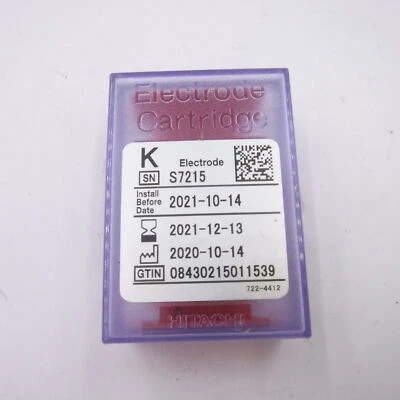 Electrode
Cartridge
K Electrode
SN S7215
Install
Before 2021-10-14
Date
2021-12-13
2020-10-14
GTIN 08430215011539
722-4412
HITACHI